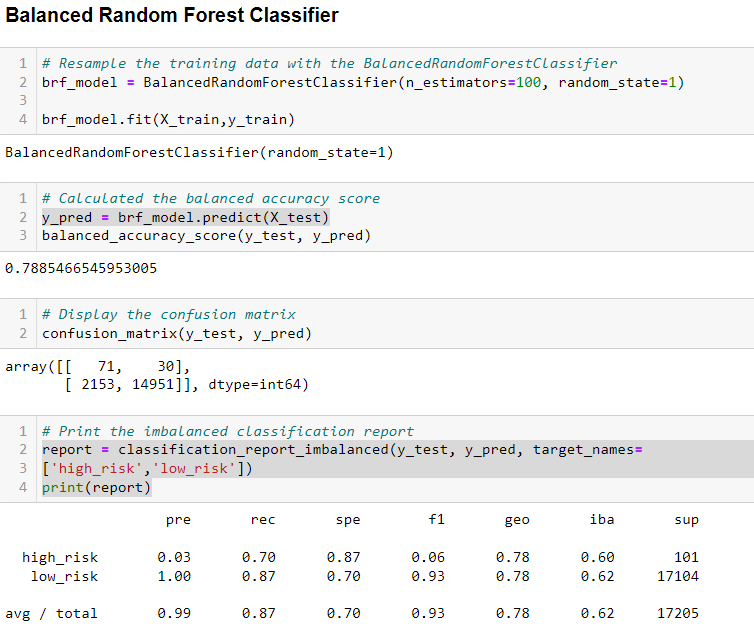 Balanced Random Forest Classifier
1 # Resample the training data with the BalancedRandomForestClassifier
2 brf_model = BalancedRandomForestClassifier(n_estimators=100, random_state=1)
3
4 brf_model.fit(X_train,y_train)
BalancedRandomForestClassifier(random_state=1)
1 # Calculated the balanced accuracy score
2 y_pred = brf_model.predict(X_test)
3 balanced_accuracy_score(y_test, y_pred)
0.7885466545953005
1 # Display the confusion matrix
2 confusion_matrix(y_test, y_pred)
array([[   71,    30],
       [ 2153, 14951]], dtype=int64)
1 # Print the imbalanced classification report
2 report = classification_report_imbalanced(y_test, y_pred, target_names=
3 ['high_risk','low_risk'])
4 print(report)
pre rec spe f1 geo iba sup
high_risk 0.03 0.70 0.87 0.06 0.78 0.60 101
low_risk 1.00 0.87 0.70 0.93 0.78 0.62 17104
avg / total 0.99 0.87 0.70 0.93 0.78 0.62 17205